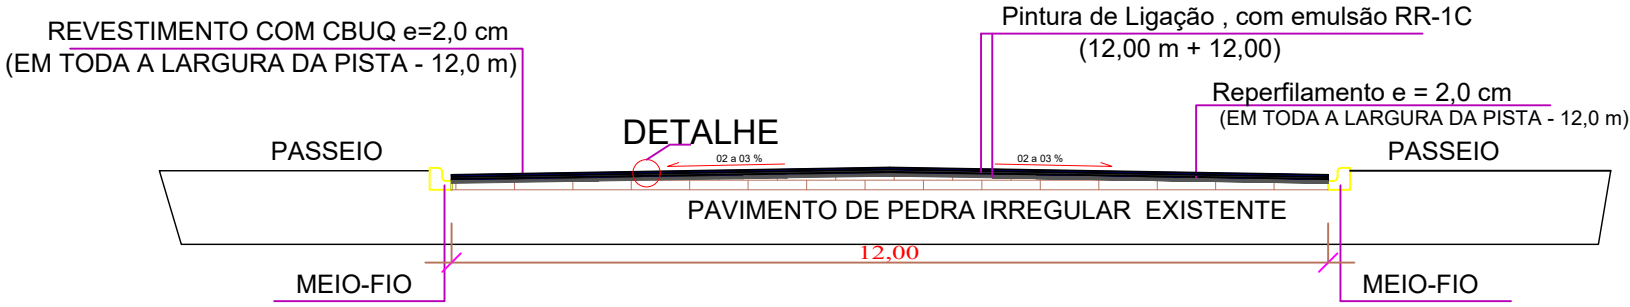 REVESTIMENTO COM CBUQ e=2,0 cm
(EM TODA A LARGURA DA PISTA - 12,0 m)
Pintura de Ligação , com emulsão RR-1C
(12,00 m + 12,00)
Reperfilamento e = 2,0 cm
(EM TODA A LARGURA DA PISTA - 12,0 m)
DETALHE
PASSEIO
02 a 03 %
02 a 03 %
PASSEIO
PAVIMENTO DE PEDRA IRREGULAR EXISTENTE
12,00
MEIO-FIO
MEIO-FIO